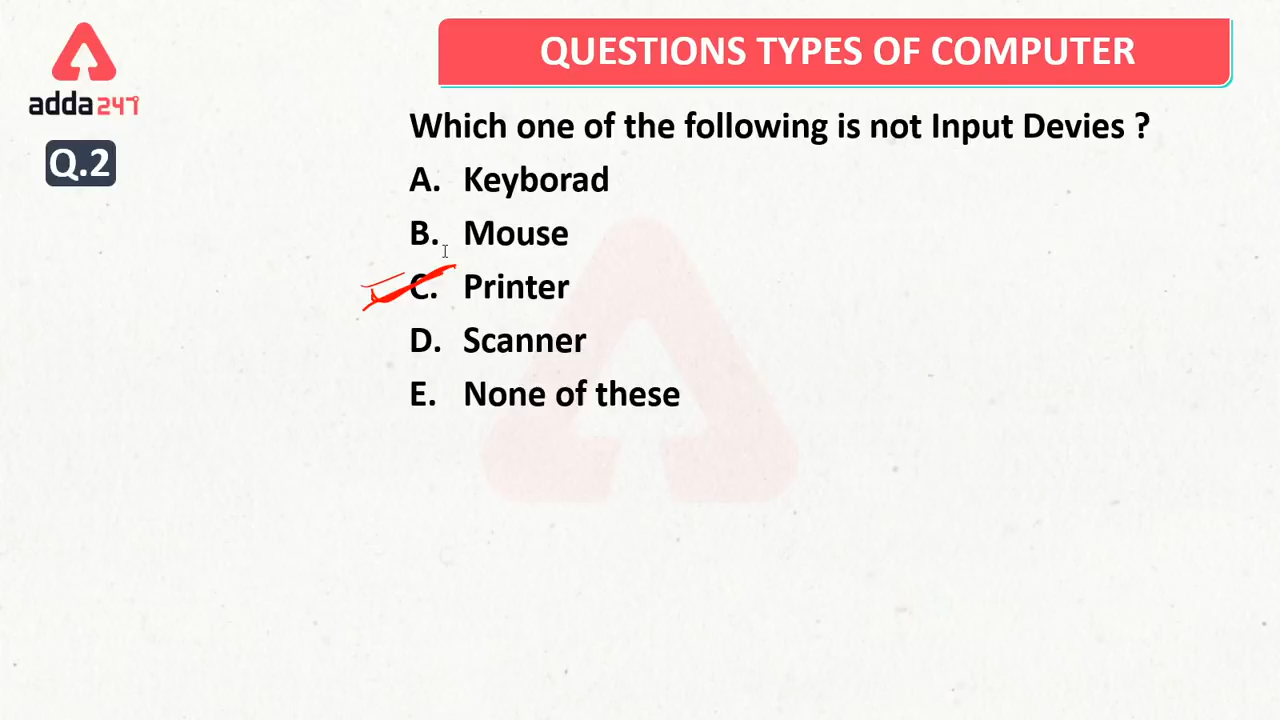 adda247
QUESTIONS TYPES OF COMPUTER
Q.2
Which one of the following is not Input Devies ?
A. Keyborad
B. Mouse
C. Printer
D. Scanner
E. None of these